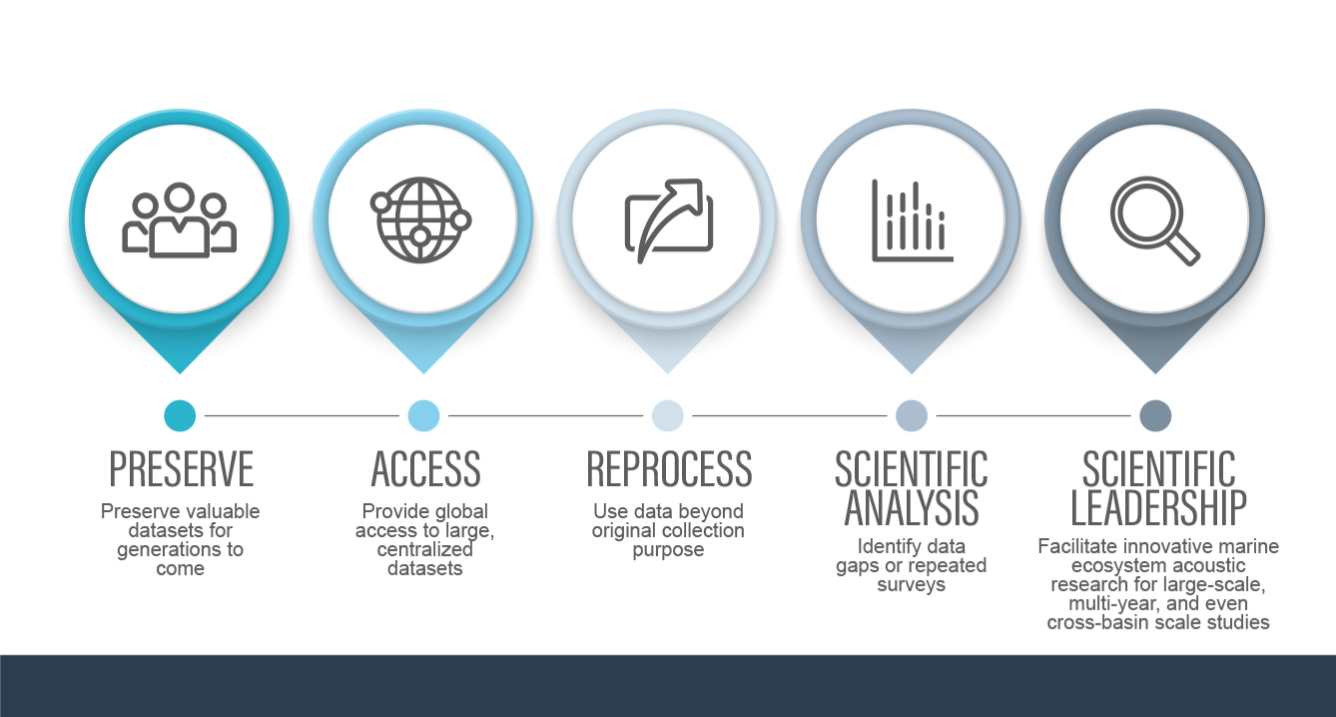 PRESERVE
Preserve valuable
datasets for
generations to
come
ACCESS
Provide global
access to large,
centralized
datasets
REPROCESS
Use data beyond
original collection
purpose
SCIENTIFIC
ANALYSIS
Identify data
gaps or repeated
surveys
SCIENTIFIC
LEADERSHIP
Facilitate innovative marine
ecosystem acoustic
research for large-scale,
multi-year, and even
cross-basin scale studies